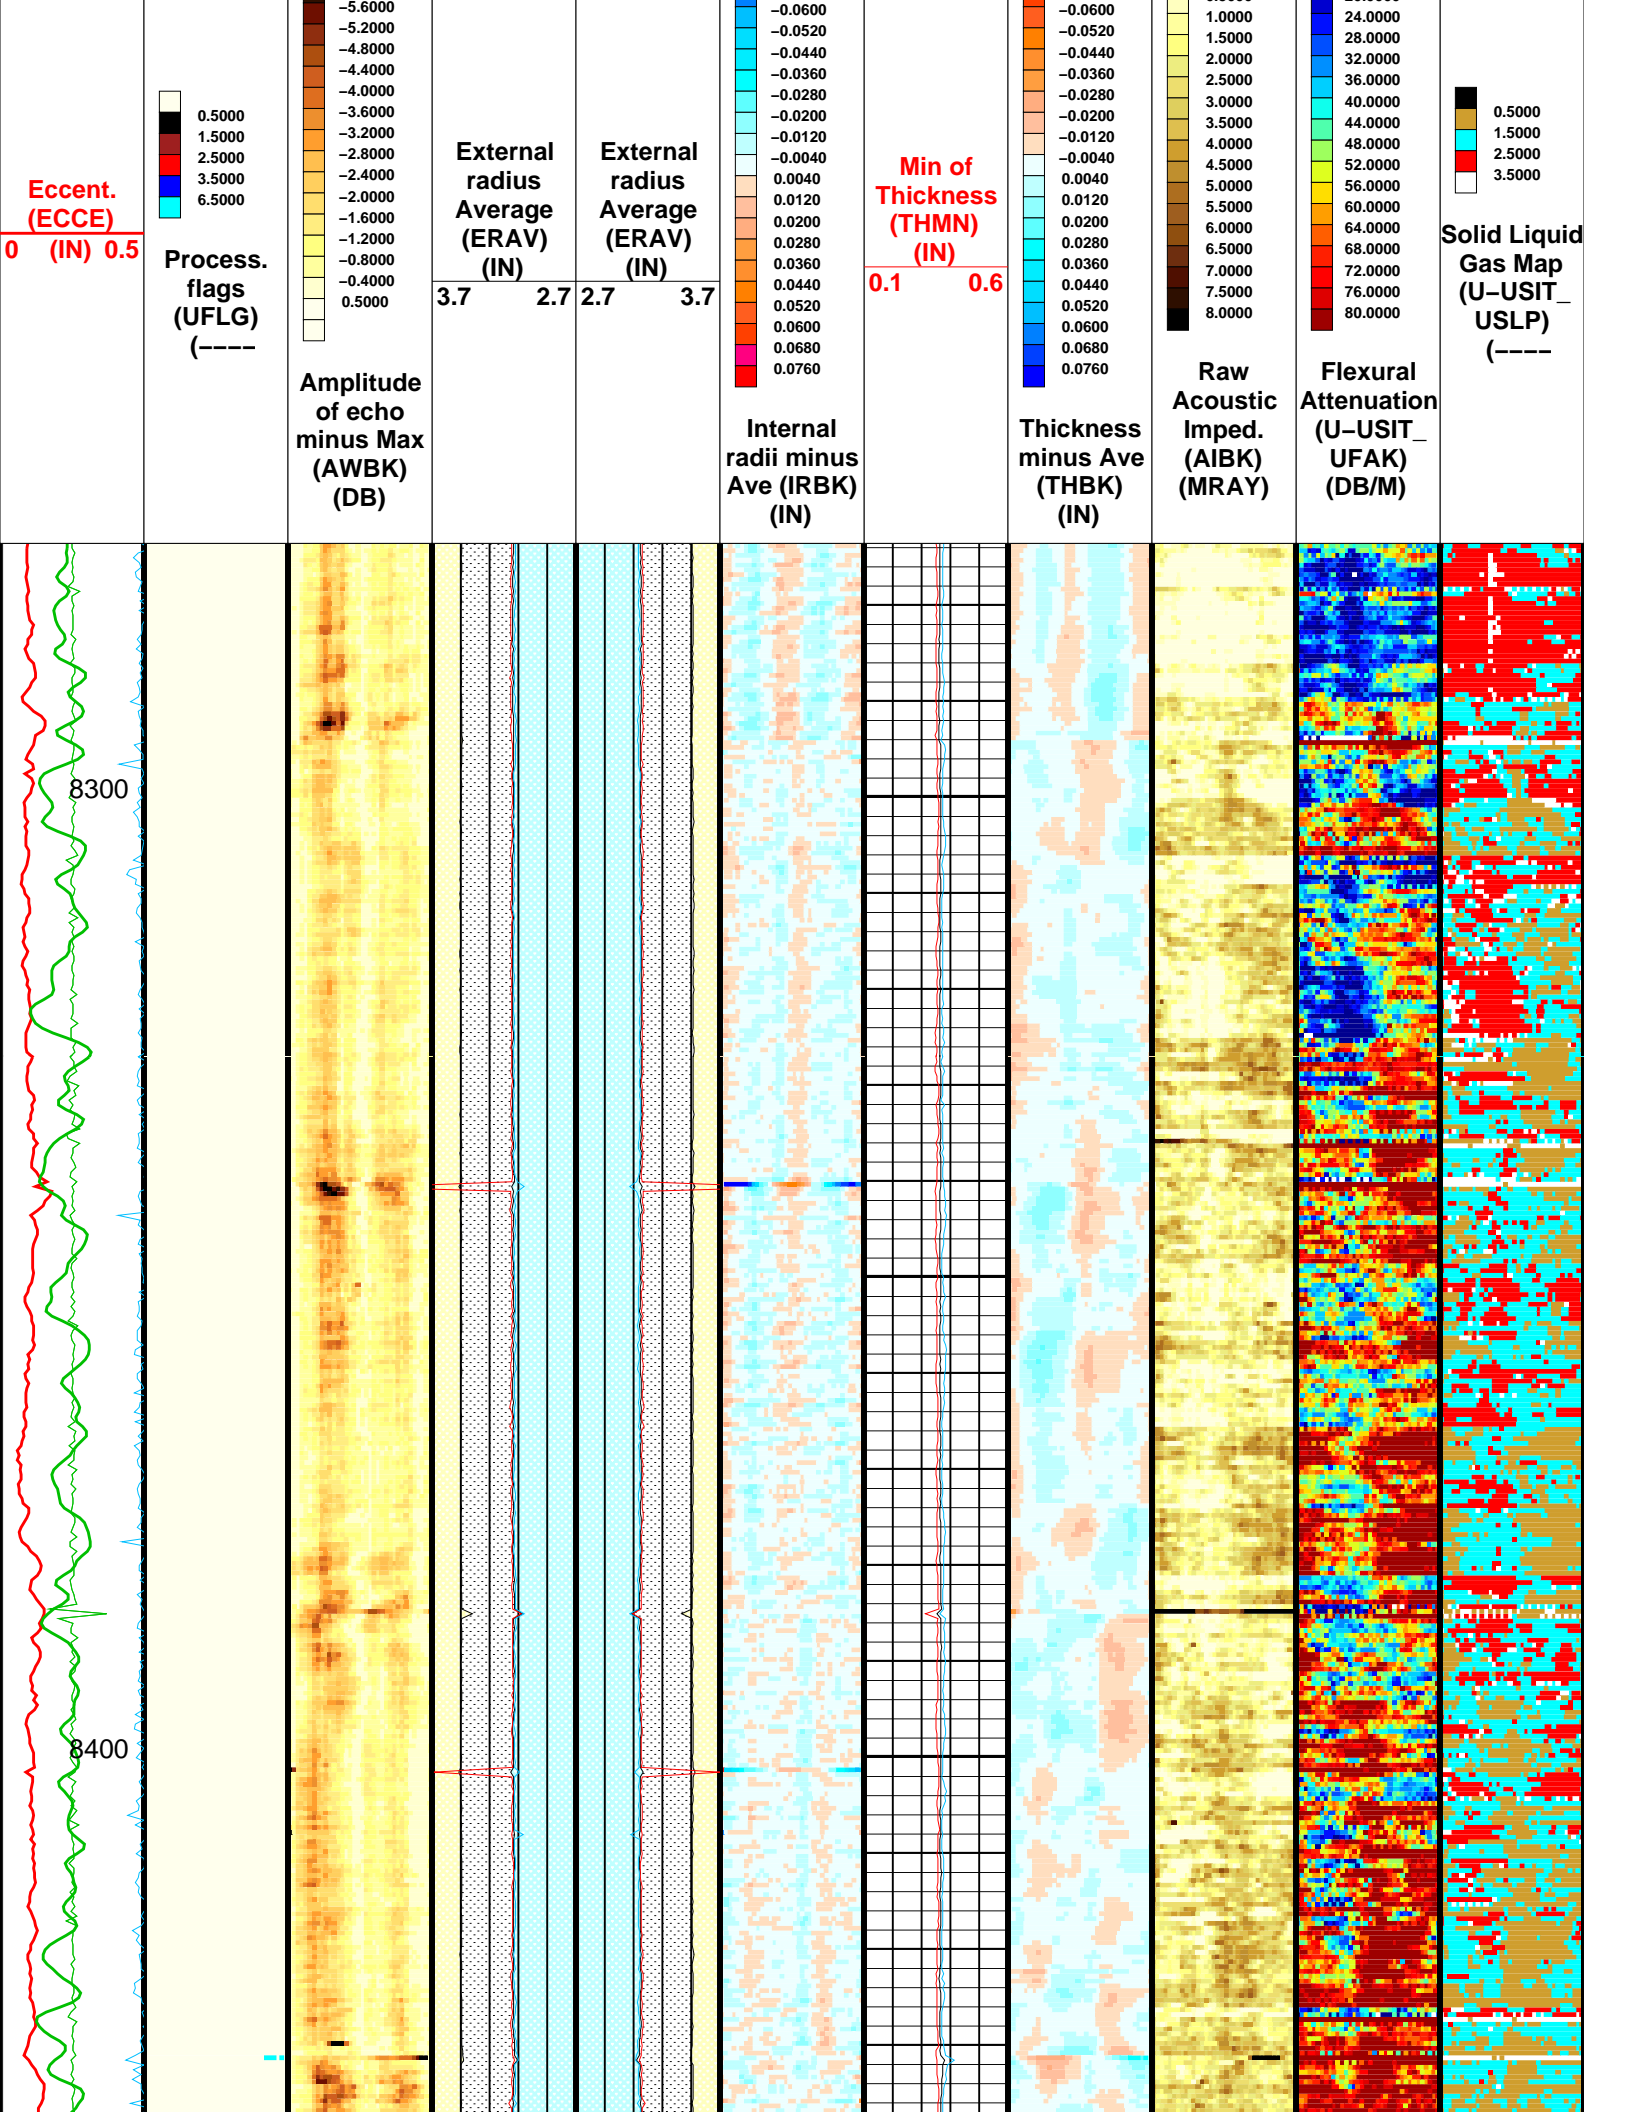 Eccent.
(ECCE)
0 (IN) 0.5
0.5000
1.5000
2.5000
3.5000
6.5000
Process.
flags
(UFLG)
(––––
–5.6000
–5.2000
–4.8000
–4.4000
–4.0000
–3.6000
–3.2000
–2.8000
–2.4000
–2.0000
–1.6000
–1.2000
–0.8000
–0.4000
0.5000
Amplitude
of echo
minus Max
(AWBK)
(DB)
External
radius
Average
(ERAV)
(IN)
3.7 2.7
External
radius
Average
(ERAV)
(IN)
2.7 3.7
–0.0600
–0.0520
–0.0440
–0.0360
–0.0280
–0.0200
–0.0120
–0.0040
0.0040
0.0120
0.0200
0.0280
0.0360
0.0440
0.0520
0.0600
0.0680
0.0760
Internal
radii minus
Ave (IRBK)
(IN)
Min of
Thickness
(THMN)
(IN)
0.1 0.6
–0.0600
–0.0520
–0.0440
–0.0360
–0.0280
–0.0200
–0.0120
–0.0040
0.0040
0.0120
0.0200
0.0280
0.0360
0.0440
0.0520
0.0600
0.0680
0.0760
Thickness
minus Ave
(THBK)
(IN)
1.0000
1.5000
2.0000
2.5000
3.0000
3.5000
4.0000
4.5000
5.0000
5.5000
6.0000
6.5000
7.0000
7.5000
8.0000
Raw
Acoustic
Imped.
(AIBK)
(MRAY)
24.0000
28.0000
32.0000
36.0000
40.0000
44.0000
48.0000
52.0000
56.0000
60.0000
64.0000
68.0000
72.0000
76.0000
80.0000
Flexural
Attenuation
(U–USIT_
UFAK)
(DB/M)
0.5000
1.5000
2.5000
3.5000
Solid Liquid
Gas Map
(U–USIT_
USLP)
(––––
8300
8400